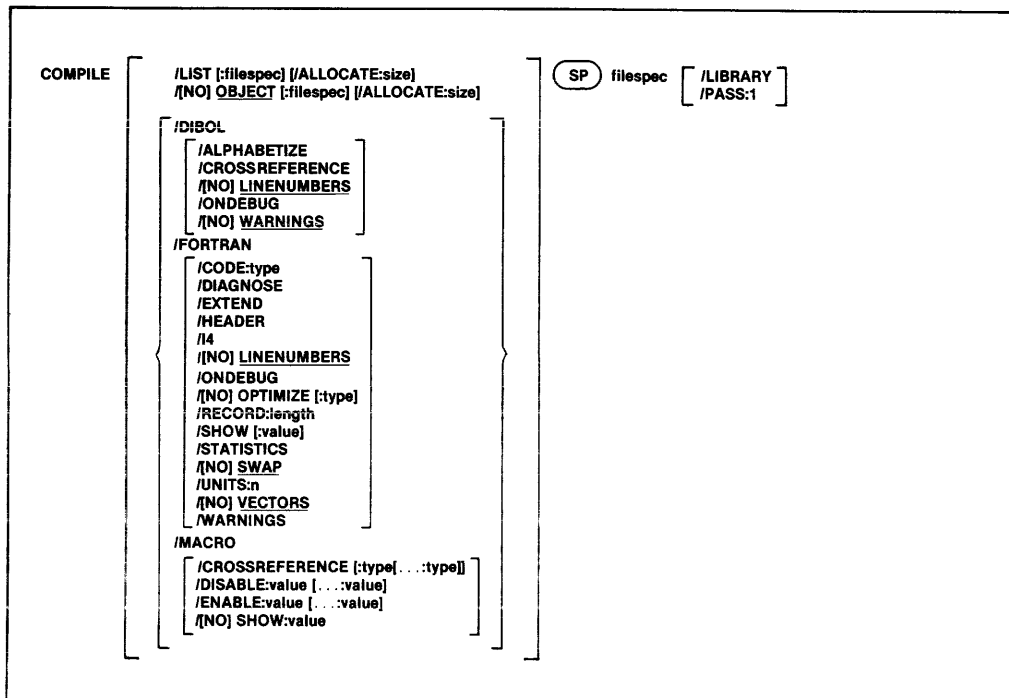 COMPILE /LIST [:filespec] [/ALLOCATE:size] SP filespec /LIBRARY
/[NO] OBJECT [:filespec] [/ALLOCATE:size] /PASS:1
/DIBOL
/ALPHABETIZE
/CROSSREFERENCE
/[NO] LINENUMBERS
/ONDEBUG
/[NO] WARNINGS
/FORTRAN
/CODE:type
/DIAGNOSE
/EXTEND
/HEADER
/I4
/[NO] LINENUMBERS
/ONDEBUG
/[NO] OPTIMIZE [:type]
/RECORD:length
/SHOW [:value]
/STATISTICS
/[NO] SWAP
/UNITS:n
/[NO] VECTORS
/WARNINGS
/MACRO
/CROSSREFERENCE [:type[...:type]]
/DISABLE:value [...:value]
/ENABLE:value [...:value]
/[NO] SHOW:value